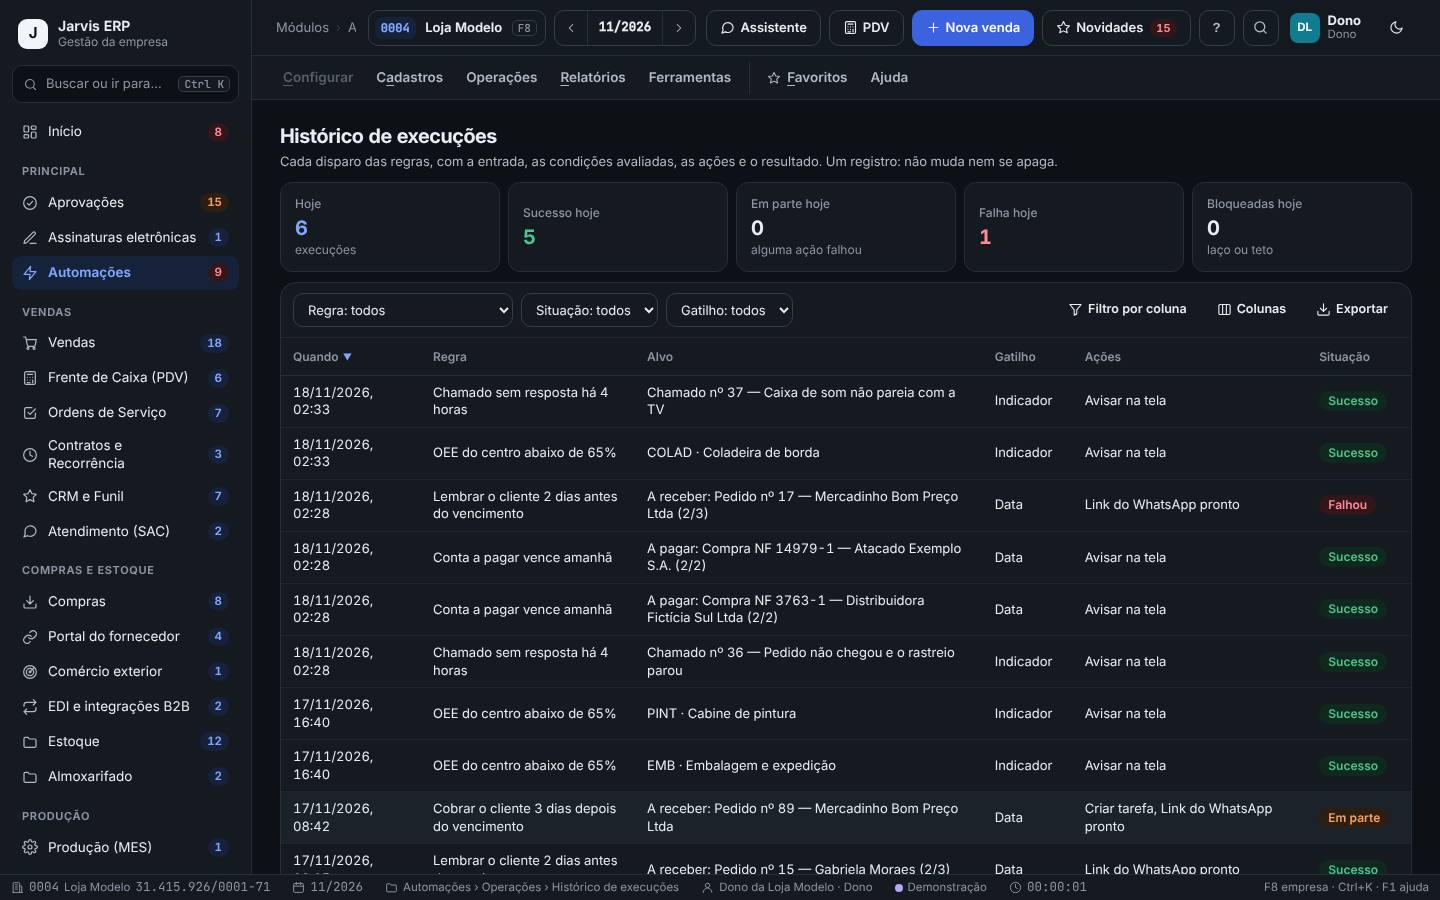 J
Jarvis ERP
Gestão da empresa
Buscar ou ir para... Ctrl K
Início 8
PRINCIPAL
Aprovações 15
Assinaturas eletrônicas 1
Automações 9
VENDAS
Vendas 18
Frente de Caixa (PDV) 6
Ordens de Serviço 7
Contratos e
Recorrência 3
CRM e Funil 7
Atendimento (SAC) 2
COMPRAS E ESTOQUE
Compras 8
Portal do fornecedor 4
Comércio exterior 1
EDI e integrações B2B 2
Estoque 12
Almoxarifado 2
PRODUÇÃO
Produção (MES) 1
Módulos › A 0004 Loja Modelo F8 ‹ 11/2026 › Assistente PDV + Nova venda Novidades 15 ? DL Dono
Dono
Configurar Cadastros Operações Relatórios Ferramentas Favoritos Ajuda
Histórico de execuções
Cada disparo das regras, com a entrada, as condições avaliadas, as ações e o resultado. Um registro: não muda nem se apaga.
Hoje
6
execuções
Sucesso hoje
5
Em parte hoje
0
alguma ação falhou
Falha hoje
1
Bloqueadas hoje
0
laço ou teto
Regra: todos Situação: todos Gatilho: todos Filtro por coluna Colunas Exportar
Quando ▼ Regra Alvo Gatilho Ações Situação
18/11/2026, Chamado sem resposta há 4 Chamado nº 37 — Caixa de som não pareia com a Indicador Avisar na tela Sucesso
02:33 horas TV
18/11/2026, OEE do centro abaixo de 65% COLAD · Coladeira de borda Indicador Avisar na tela Sucesso
02:33
18/11/2026, Lembrar o cliente 2 dias antes A receber: Pedido nº 17 — Mercadinho Bom Preço Data Link do WhatsApp pronto Falhou
02:28 do vencimento Ltda (2/3)
18/11/2026, Conta a pagar vence amanhã A pagar: Compra NF 14979-1 — Atacado Exemplo Data Avisar na tela Sucesso
02:28 S.A. (2/2)
18/11/2026, Conta a pagar vence amanhã A pagar: Compra NF 3763-1 — Distribuidora Data Avisar na tela Sucesso
02:28 Fictícia Sul Ltda (2/2)
18/11/2026, Chamado sem resposta há 4 Chamado nº 36 — Pedido não chegou e o rastreio Indicador Avisar na tela Sucesso
02:28 horas parou
17/11/2026, OEE do centro abaixo de 65% PINT · Cabine de pintura Indicador Avisar na tela Sucesso
16:40
17/11/2026, OEE do centro abaixo de 65% EMB · Embalagem e expedição Indicador Avisar na tela Sucesso
16:40
17/11/2026, Cobrar o cliente 3 dias depois A receber: Pedido nº 89 — Mercadinho Bom Preço Data Criar tarefa, Link do WhatsApp Em parte
08:42 do vencimento Ltda pronto
17/11/2026, Lembrar o cliente 2 dias antes A receber: Pedido nº 15 — Gabriela Moraes (2/3) Data Link do WhatsApp pronto Sucesso
0004 Loja Modelo 31.415.926/0001-71 11/2026 Automações › Operações › Histórico de execuções Dono da Loja Modelo · Dono Demonstração 00:00:01 F8 empresa · Ctrl+K · F1 ajuda